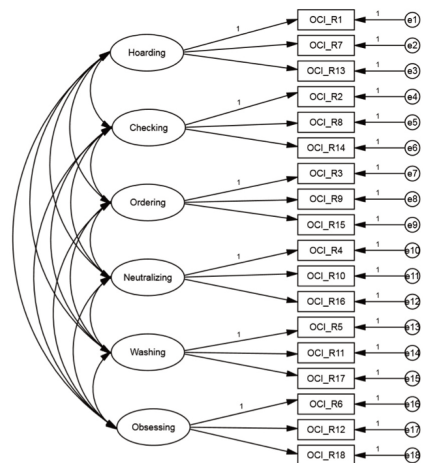 1 OCI_R1 1 e1
Hoarding OCI_R7 1 e2
OCI_R13 1 e3
1 OCI_R2 1 e4
Checking OCI_R8 1 e5
OCI_R14 1 e6
1 OCI_R3 1 e7
Ordering OCI_R9 1 e8
OCI_R15 1 e9
1 OCI_R4 1 e10
Neutralizing OCI_R10 1 e11
OCI_R16 1 e12
1 OCI_R5 1 e13
Washing OCI_R11 1 e14
OCI_R17 1 e15
1 OCI_R6 1 e16
Obsessing OCI_R12 1 e17
OCI_R18 1 e18